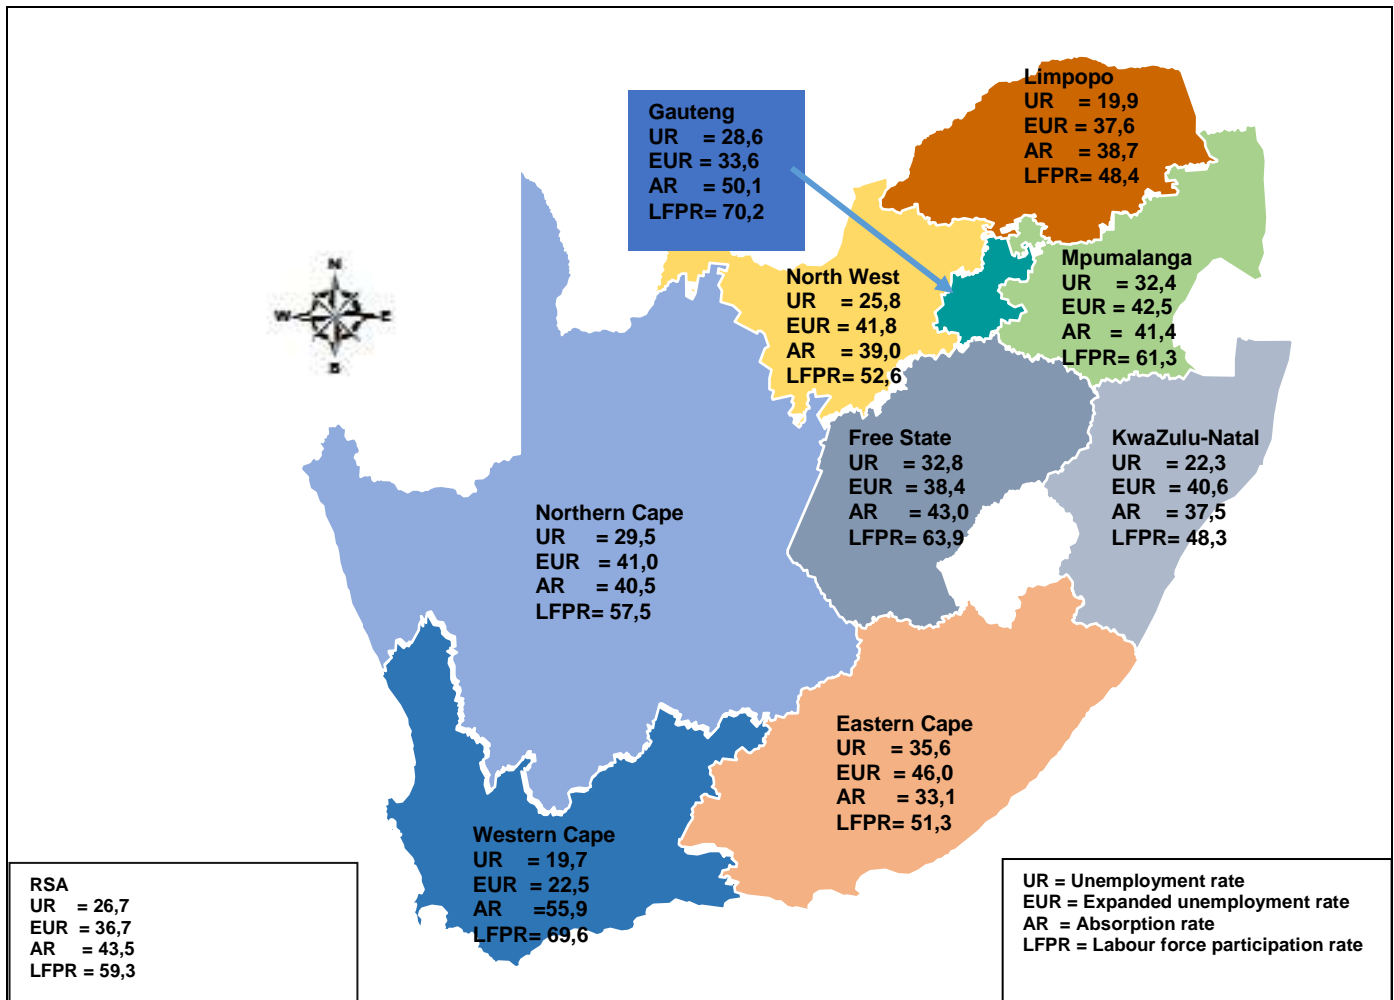 Limpopo
UR = 19,9
EUR = 37,6
AR = 38,7
LFPR= 48,4
Gauteng
UR = 28,6
EUR = 33,6
AR = 50,1
LFPR= 70,2
Mpumalanga
UR = 32,4
EUR = 42,5
AR = 41,4
LFPR= 61,3
North West
UR = 25,8
EUR = 41,8
AR = 39,0
LFPR= 52,6
N
W
E
S
Free State
UR = 32,8
EUR = 38,4
AR = 43,0
LFPR= 63,9
KwaZulu-Natal
UR = 22,3
EUR = 40,6
AR = 37,5
LFPR= 48,3
Northern Cape
UR = 29,5
EUR = 41,0
AR = 40,5
LFPR= 57,5
Eastern Cape
UR = 35,6
EUR = 46,0
AR = 33,1
LFPR= 51,3
Western Cape
UR = 19,7
EUR = 22,5
AR =55,9
LFPR= 69,6
RSA
UR = 26,7
EUR = 36,7
AR = 43,5
LFPR = 59,3
UR = Unemployment rate
EUR = Expanded unemployment rate
AR = Absorption rate
LFPR = Labour force participation rate